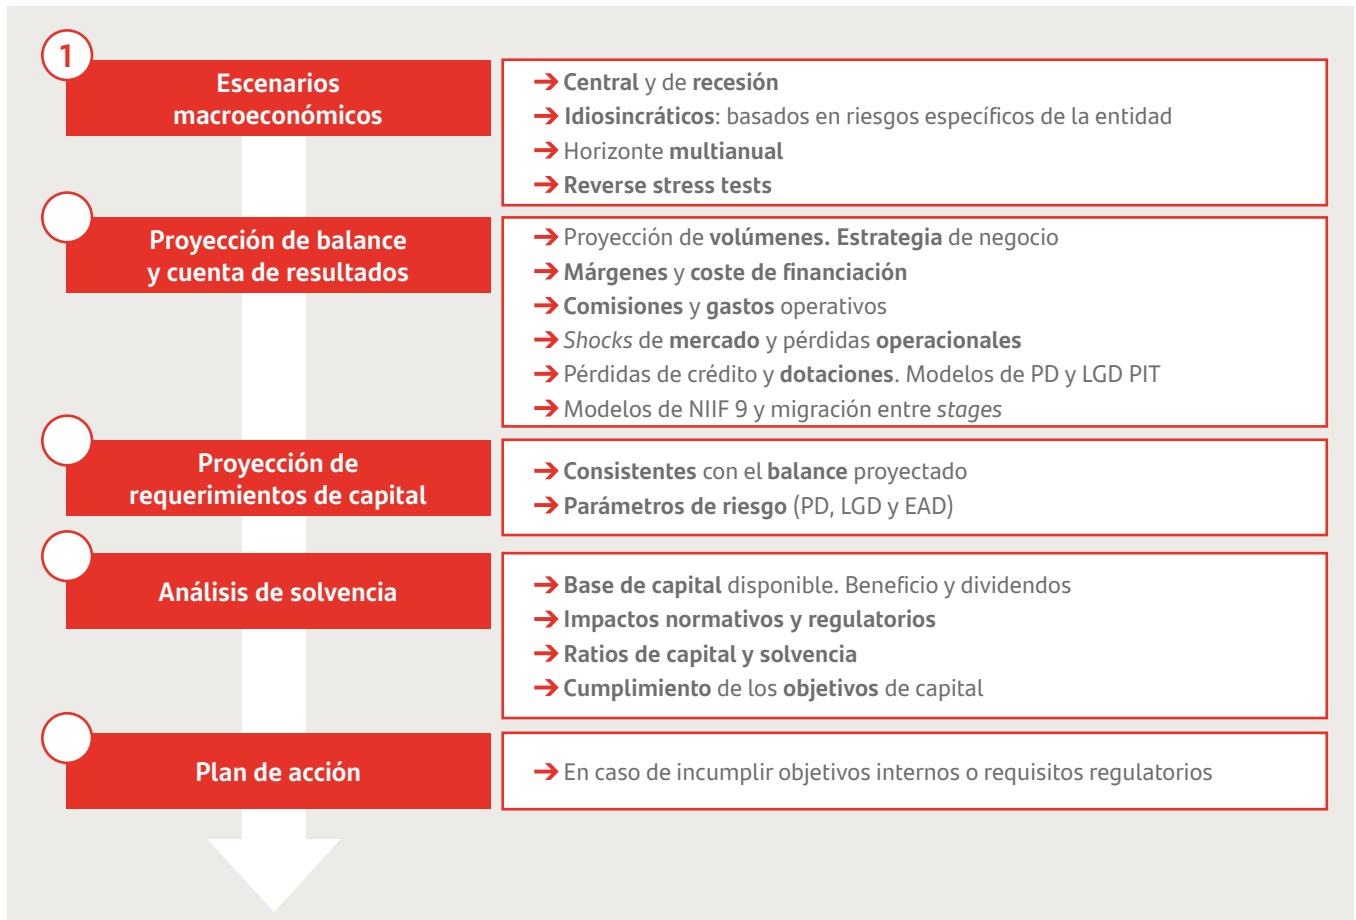 1
Escenarios
macroeconómicos
➔ Central y de recesión
➔ Idiosincráticos: basados en riesgos específicos de la entidad
➔ Horizonte multianual
➔ Reverse stress tests
Proyección de balance
y cuenta de resultados
➔ Proyección de volúmenes. Estrategia de negocio
➔ Márgenes y coste de financiación
➔ Comisiones y gastos operativos
➔ Shocks de mercado y pérdidas operacionales
➔ Pérdidas de crédito y dotaciones. Modelos de PD y LGD PIT
➔ Modelos de NIIF 9 y migración entre stages
Proyección de
requerimientos de capital
➔ Consistentes con el balance proyectado
➔ Parámetros de riesgo (PD, LGD y EAD)
Análisis de solvencia
➔ Base de capital disponible. Beneficio y dividendos
➔ Impactos normativos y regulatorios
➔ Ratios de capital y solvencia
➔ Cumplimiento de los objetivos de capital
Plan de acción
➔ En caso de incumplir objetivos internos o requisitos regulatorios